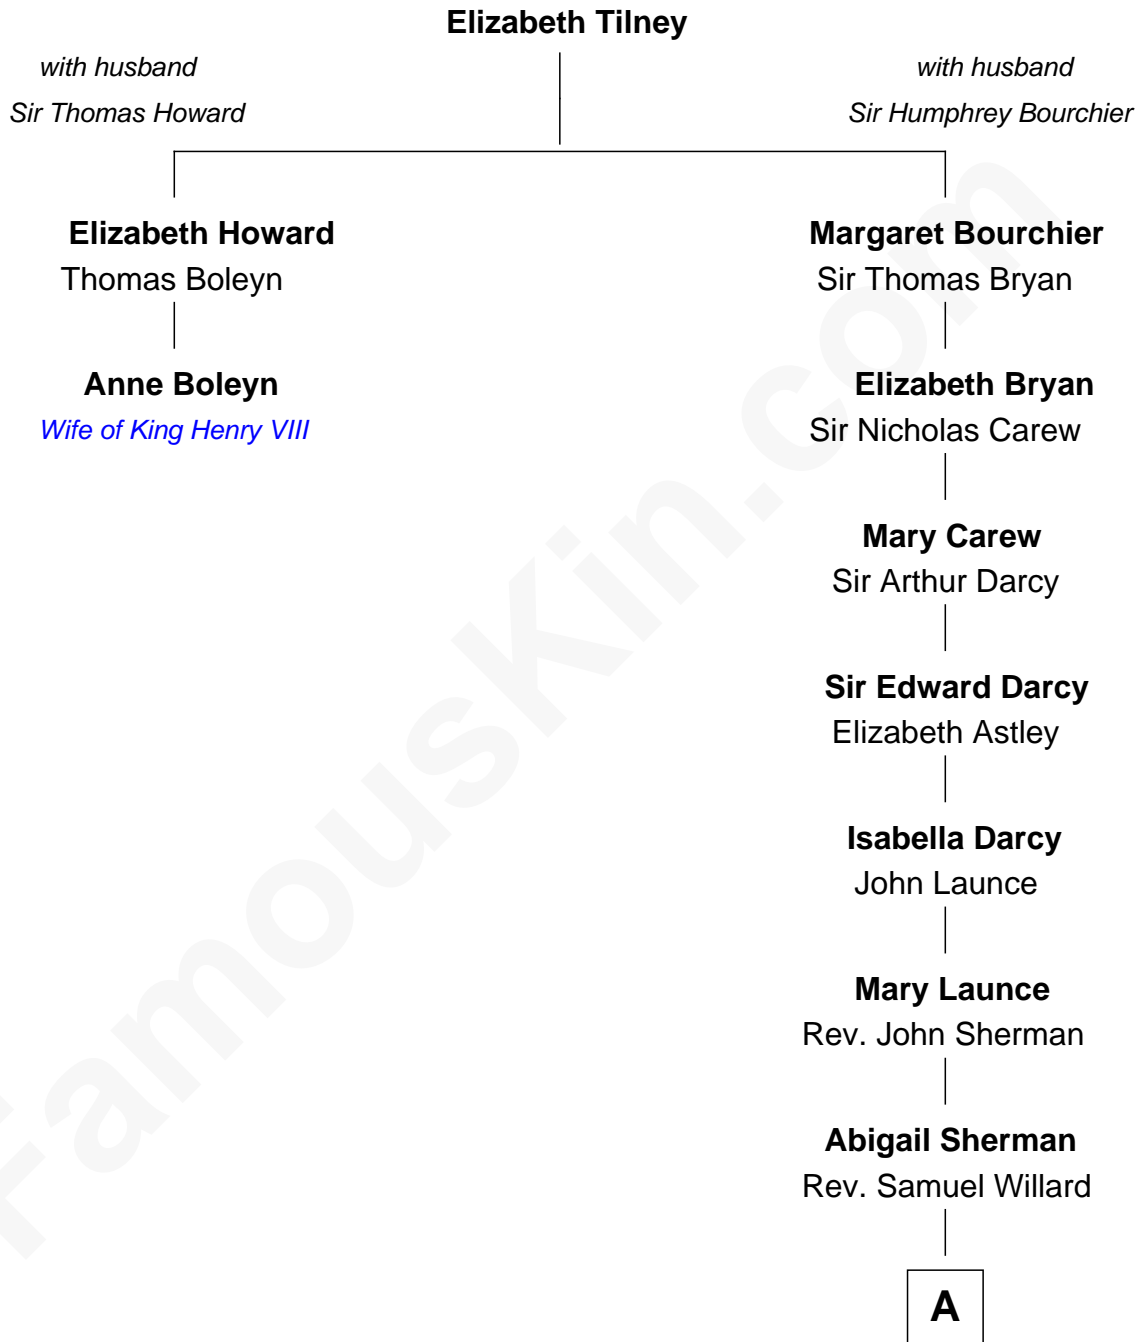 Elizabeth Tilney
with husband
Sir Thomas Howard
with husband
Sir Humphrey Bourchier
Elizabeth Howard
Thomas Boleyn
Anne Boleyn
Wife of King Henry VIII
Margaret Bourchier
Sir Thomas Bryan
Elizabeth Bryan
Sir Nicholas Carew
Mary Carew
Sir Arthur Darcy
Sir Edward Darcy
Elizabeth Astley
Isabella Darcy
John Launce
Mary Launce
Rev. John Sherman
Abigail Sherman
Rev. Samuel Willard
A
FamousKin.com